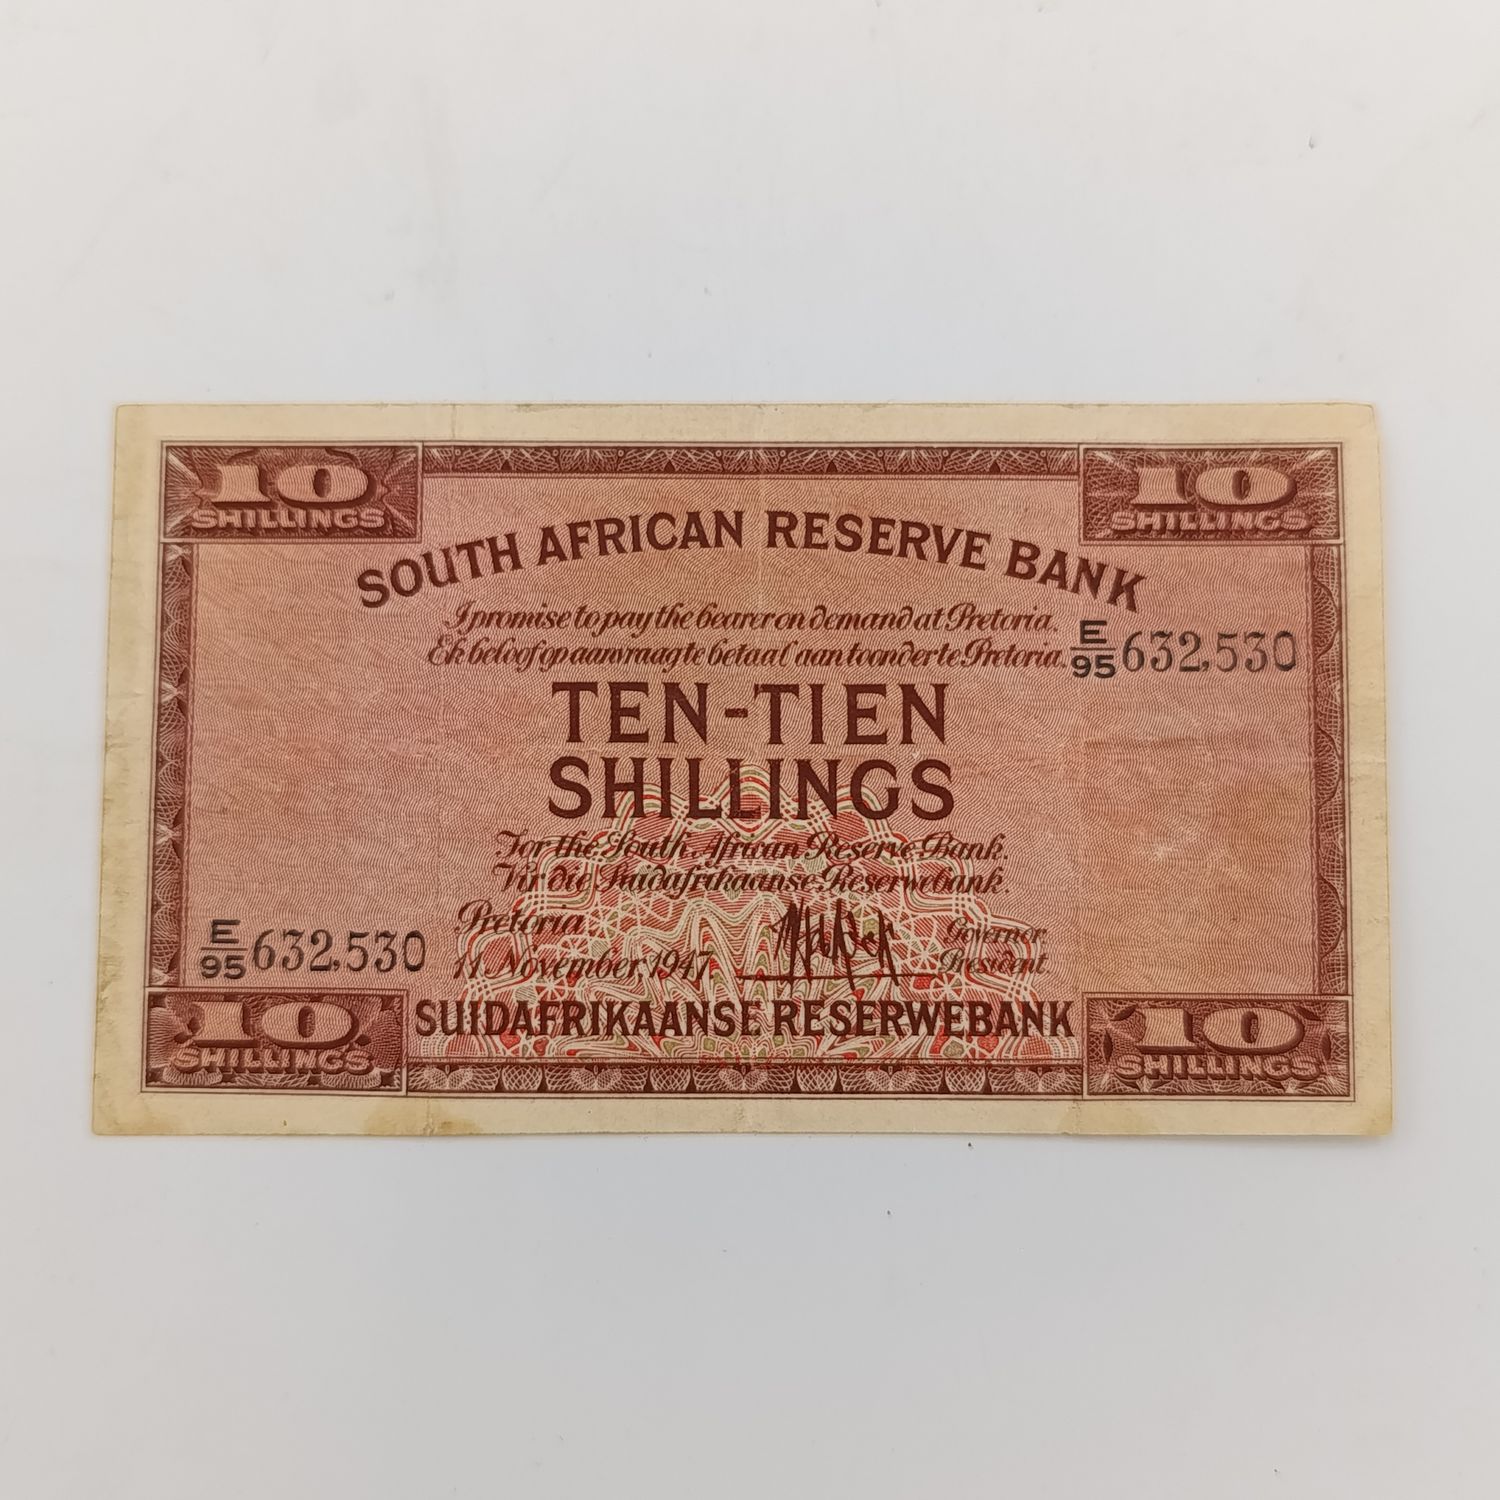 10 SHILLINGS
10 SHILLINGS
SOUTH AFRICAN RESERVE BANK
I promise to pay the bearer on demand at Pretoria.
Ek beloof op aanvraag te betaal aan toonder te Pretoria.
E/95 632,530
TEN-TIEN
SHILLINGS
For the South African Reserve Bank.
Vir die Suidafrikaanse Reserwebank.
Pretoria
Governor
E/95 632,530
11 November, 1947
President
SUIDAFRIKAANSE RESERWEBANK
10 SHILLINGS
10 SHILLINGS